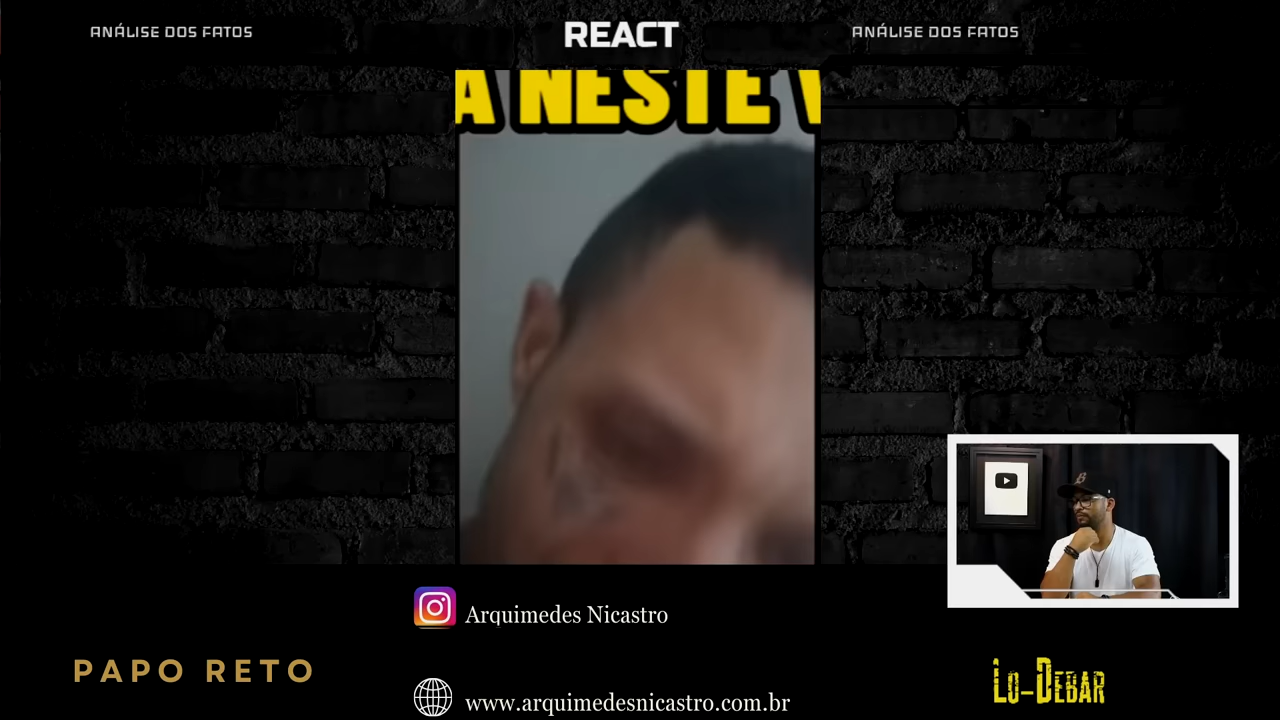 ANÁLISE DOS FATOS
REACT
ANÁLISE DOS FATOS
A NESTE
Arquimedes Nicastro
PAPO RETO
Lo-Debar
www.arquimedesnicastro.com.br